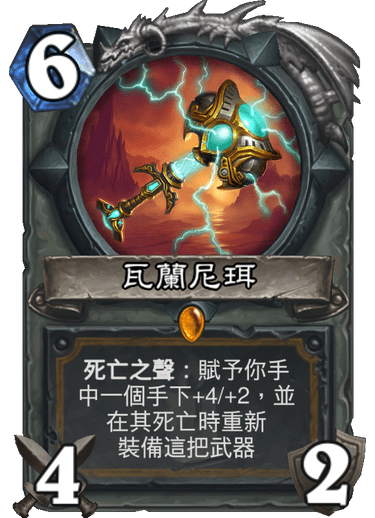 6
瓦蘭尼珥
死亡之聲：賦予你手
中一個手下+4/+2，並
在其死亡時重新
裝備這把武器
4
2